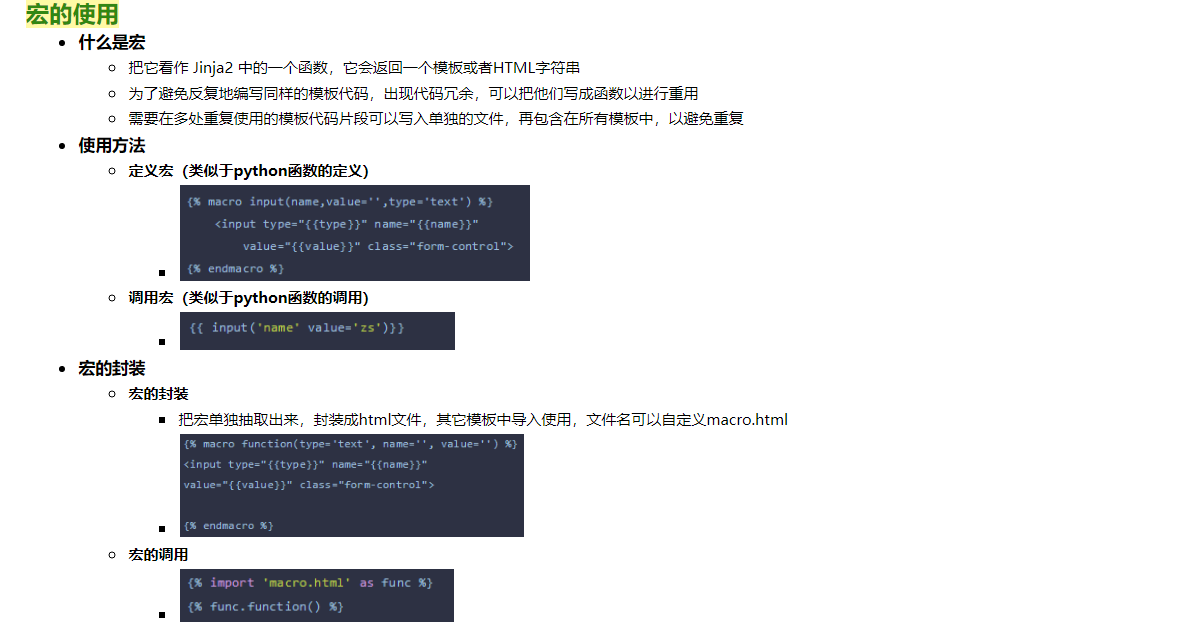 宏的使用
什么是宏
把它看作 Jinja2 中的一个函数，它会返回一个模板或者HTML字符串
为了避免反复地编写同样的模板代码，出现代码冗余，可以把他们写成函数以进行重用
需要在多处重复使用的模板代码片段可以写入单独的文件，再包含在所有模板中，以避免重复
使用方法
定义宏（类似于python函数的定义）
{% macro input(name,value='',type='text') %}
<input type="{{type}}" name="{{name}}"
value="{{value}}" class="form-control">
{% endmacro %}
调用宏（类似于python函数的调用）
{{ input('name' value='zs')}}
宏的封装
宏的封装
把宏单独抽取出来，封装成html文件，其它模板中导入使用，文件名可以自定义macro.html
{% macro function(type='text', name='', value='') %}
<input type="{{type}}" name="{{name}}"
value="{{value}}" class="form-control">
{% endmacro %}
宏的调用
{% import 'macro.html' as func %}
{% func.function() %}